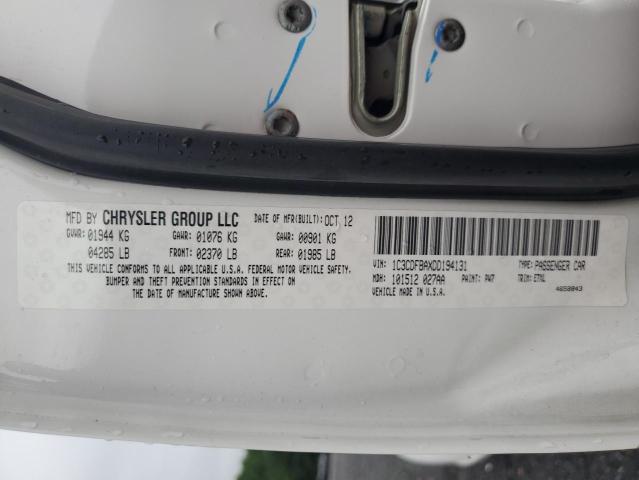 MFD BY CHRYSLER GROUP LLC DATE OF MFR(BUILT): OCT 12
GVWR: 01944 KG GAWR: 01076 KG GAWR: 00901 KG
04285 LB FRONT: 02370 LB REAR: 01985 LB
THIS VEHICLE CONFORMS TO ALL APPLICABLE U.S.A. FEDERAL MOTOR VEHICLE SAFETY,
BUMPER AND THEFT PREVENTION STANDARDS IN EFFECT ON
THE DATE OF MANUFACTURE SHOWN ABOVE.
VIN: 1C3CDFBAXDD194131 TYPE: PASSENGER CAR
MDH: 101512 027AA PAINT: PW7 TRIM: ETNL
VEHICLE MADE IN U.S.A. 4650043